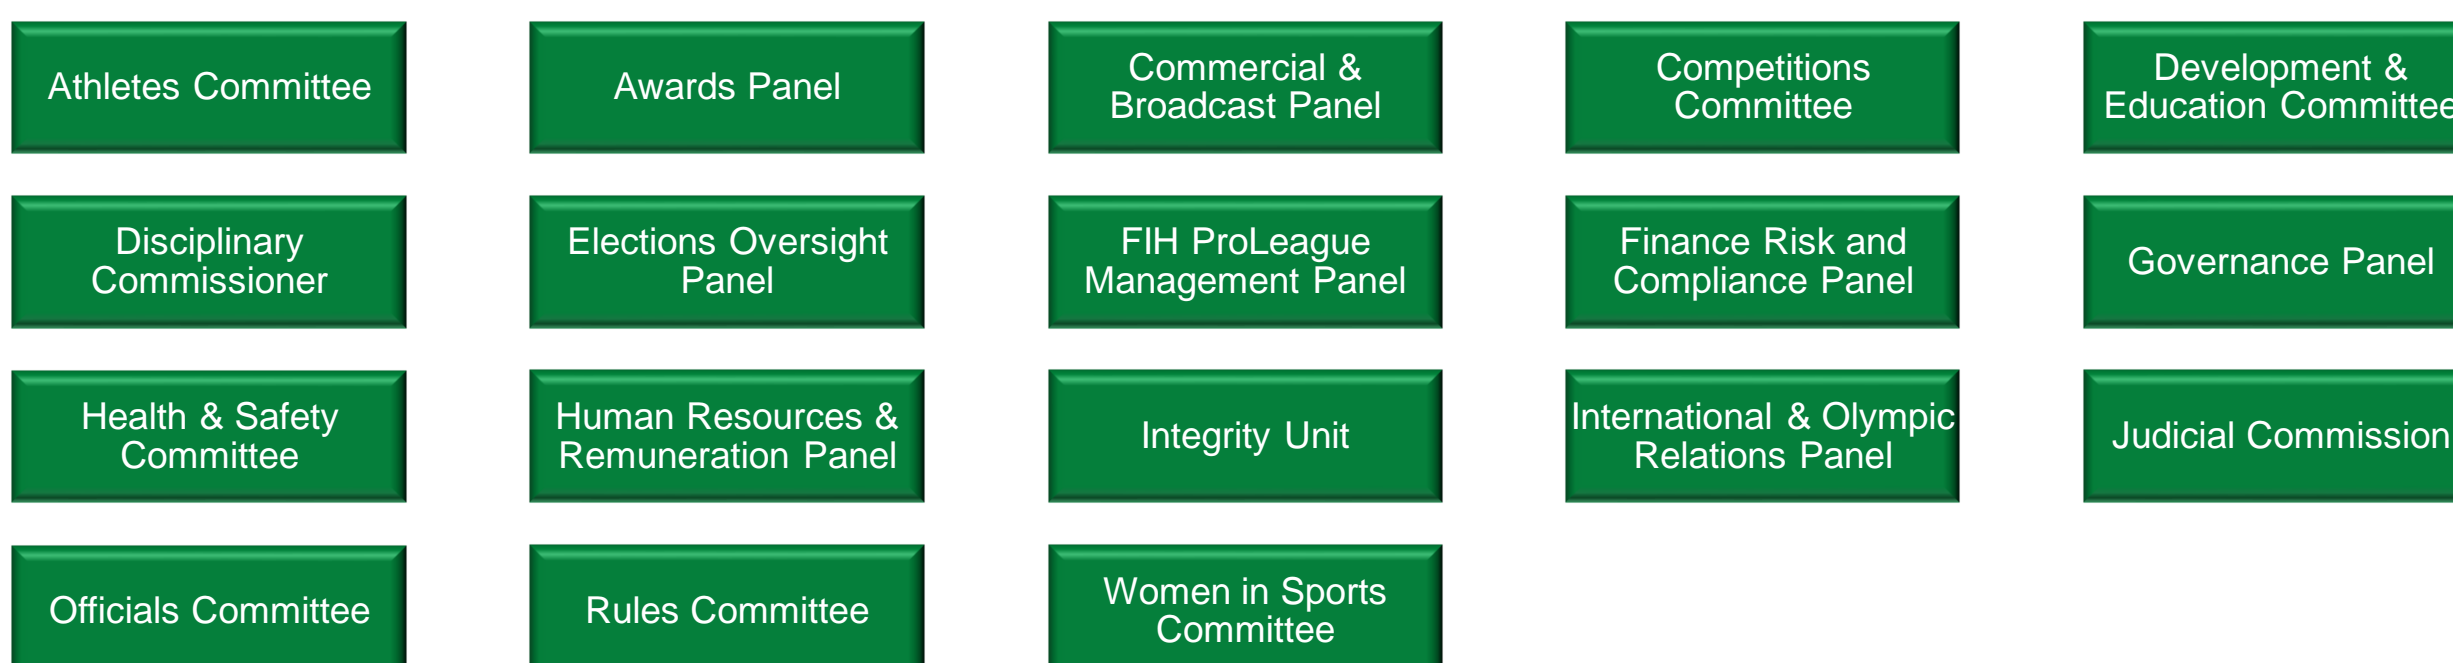 Athletes Committee
Awards Panel
Commercial &
Broadcast Panel
Competitions
Committee
Development &
Education Committee
Disciplinary
Commissioner
Elections Oversight
Panel
FIH ProLeague
Management Panel
Finance Risk and
Compliance Panel
Governance Panel
Health & Safety
Committee
Human Resources &
Remuneration Panel
Integrity Unit
International & Olympic
Relations Panel
Judicial Commission
Officials Committee
Rules Committee
Women in Sports
Committee